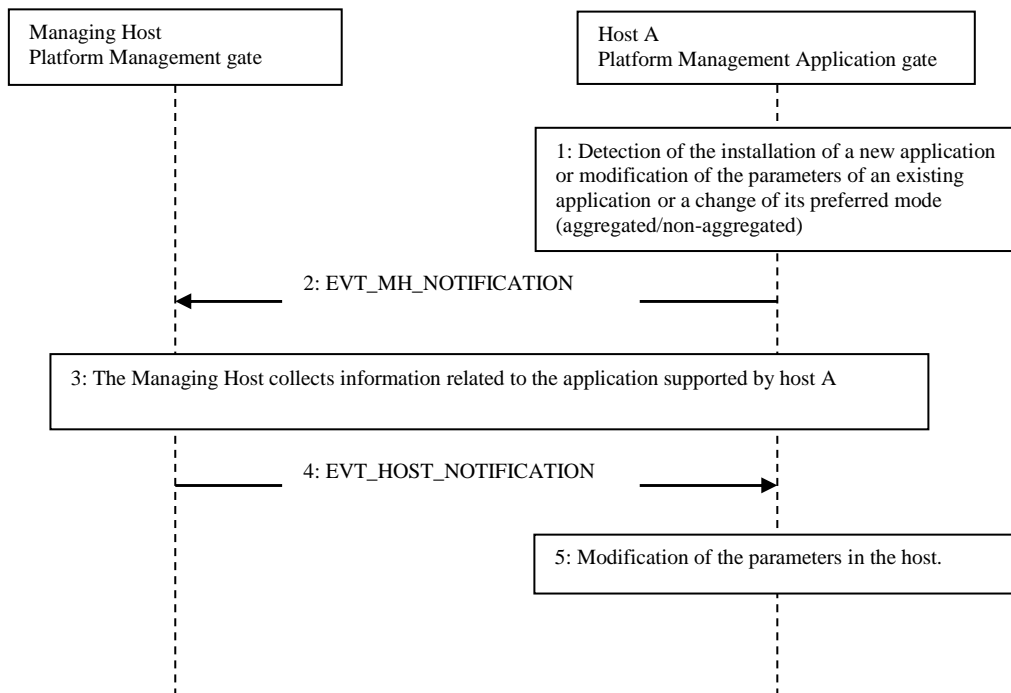 Managing Host
Platform Management gate
Host A
Platform Management Application gate
1: Detection of the installation of a new application
or modification of the parameters of an existing
application or a change of its preferred mode
(aggregated/non-aggregated)
2: EVT_MH_NOTIFICATION
3: The Managing Host collects information related to the application supported by host A
4: EVT_HOST_NOTIFICATION
5: Modification of the parameters in the host.